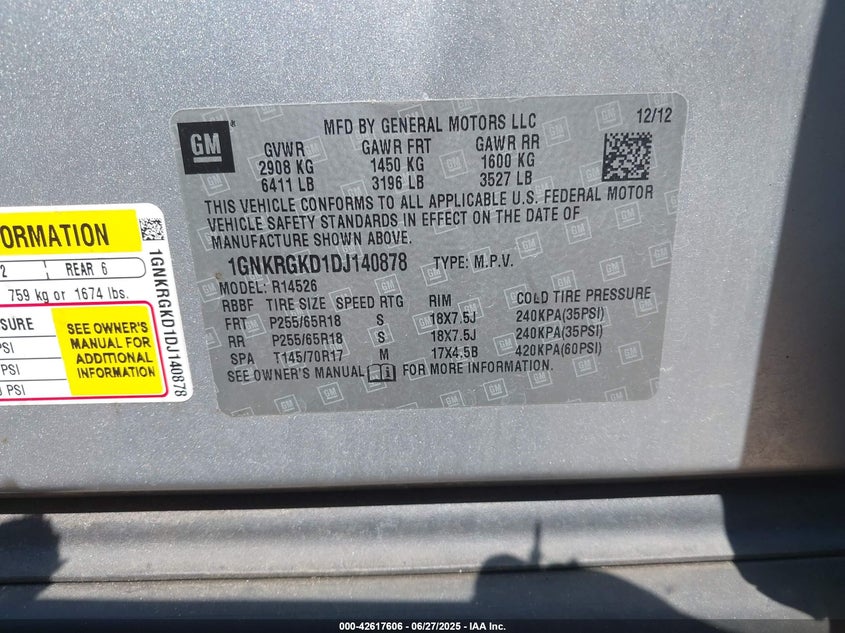 GM
MFD BY GENERAL MOTORS LLC 12/12
GVWR GAWR FRT GAWR RR
2908 KG 1450 KG 1600 KG
6411 LB 3196 LB 3527 LB
THIS VEHICLE CONFORMS TO ALL APPLICABLE U.S. FEDERAL MOTOR
VEHICLE SAFETY STANDARDS IN EFFECT ON THE DATE OF
MANUFACTURE SHOWN ABOVE.
1GNKRGKD1DJ140878 TYPE: M.P.V.
MODEL: R14526
RBBF TIRE SIZE SPEED RTG RIM COLD TIRE PRESSURE
FRT P255/65R18 S 18X7.5J 240KPA(35PSI)
RR P255/65R18 S 18X7.5J 240KPA(35PSI)
SPA T145/70R17 M 17X4.5B 420KPA(60PSI)
SEE OWNER'S MANUAL FOR MORE INFORMATION.
ORMATION
2 REAR 6
759 kg or 1674 lbs.
SURE
PSI
PSI
PSI
SEE OWNER'S
MANUAL FOR
ADDITIONAL
INFORMATION
1GNKRGKD1DJ140878
000-42617606 - 06/27/2025 - IAA Inc.